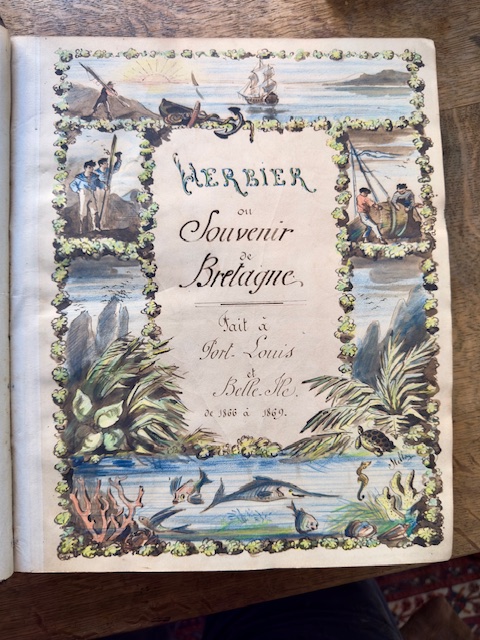 HERBIER
ou
Souvenir
de
Bretagne
Fait à
Port-Louis
et
Belle-Ile.
de 1866 à 1869.